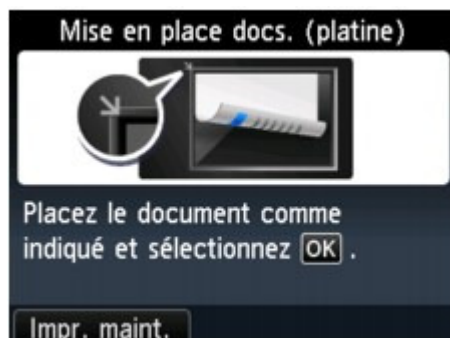 Mise en place docs. (platine)
Placez le document comme
indiqué et sélectionnez OK .
Impr. maint.